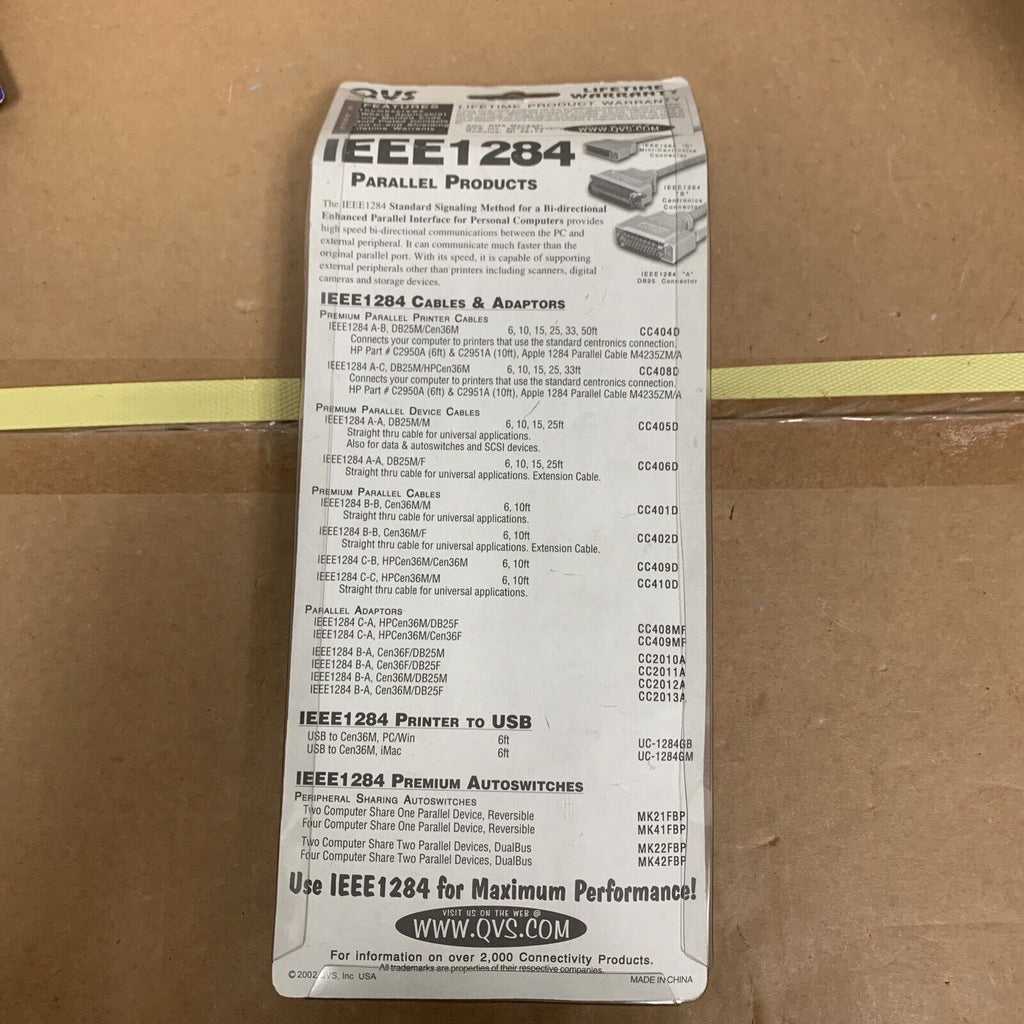 QVS
LIFETIME
WARRANTY
FEATURES
LIFETIME PRODUCT WARRANTY
WWW.QVS.COM
IEEE1284
PARALLEL PRODUCTS
Connector
IEEE1284
"B"
Centronics
Connector
IEEE1284 "A"
DB25 Connector
The IEEE1284 Standard Signaling Method for a Bi-directional
Enhanced Parallel Interface for Personal Computers provides
high speed bi-directional communications between the PC and
external peripheral. It can communicate much faster than the
original parallel port. With its speed, it is capable of supporting
external peripherals other than printers including scanners, digital
cameras and storage devices.
IEEE1284 CABLES & ADAPTORS
PREMIUM PARALLEL PRINTER CABLES
IEEE1284 A-B, DB25M/Cen36M 6, 10, 15, 25, 33, 50ft CC404D
Connects your computer to printers that use the standard centronics connection.
HP Part # C2950A (6ft) & C2951A (10ft), Apple 1284 Parallel Cable M4235ZM/A
IEEE1284 A-C, DB25M/HPCen36M 6, 10, 15, 25, 33ft CC408D
Connects your computer to printers that use the standard centronics connection.
HP Part # C2950A (6ft) & C2951A (10ft), Apple 1284 Parallel Cable M4235ZM/A
PREMIUM PARALLEL DEVICE CABLES
IEEE1284 A-A, DB25M/M 6, 10, 15, 25ft CC405D
Straight thru cable for universal applications.
Also for data & autoswitches and SCSI devices.
IEEE1284 A-A, DB25M/F 6, 10, 15, 25ft CC406D
Straight thru cable for universal applications. Extension Cable.
PREMIUM PARALLEL CABLES
IEEE1284 B-B, Cen36M/M 6, 10ft CC401D
Straight thru cable for universal applications.
IEEE1284 B-B, Cen36M/F 6, 10ft CC402D
Straight thru cable for universal applications. Extension Cable.
IEEE1284 C-B, HPCen36M/Cen36M 6, 10ft CC409D
IEEE1284 C-C, HPCen36M/M 6, 10ft CC410D
Straight thru cable for universal applications.
PARALLEL ADAPTORS
IEEE1284 C-A, HPCen36M/DB25F CC408MF
IEEE1284 C-A, HPCen36M/Cen36F CC409MF
IEEE1284 B-A, Cen36F/DB25M CC2010A
IEEE1284 B-A, Cen36F/DB25F CC2011A
IEEE1284 B-A, Cen36M/DB25M CC2012A
IEEE1284 B-A, Cen36M/DB25F CC2013A
IEEE1284 PRINTER TO USB
USB to Cen36M, PC/Win 6ft UC-1284GB
USB to Cen36M, iMac 6ft UC-1284GM
IEEE1284 PREMIUM AUTOSWITCHES
PERIPHERAL SHARING AUTOSWITCHES
Two Computer Share One Parallel Device, Reversible MK21FBP
Four Computer Share One Parallel Device, Reversible MK41FBP
Two Computer Share Two Parallel Devices, DualBus MK22FBP
Four Computer Share Two Parallel Devices, DualBus MK42FBP
Use IEEE1284 for Maximum Performance!
VISIT US ON THE WEB @
WWW.QVS.COM
For information on over 2,000 Connectivity Products.
All trademarks are properties of their respective companies.
© 2002 QVS, Inc USA MADE IN CHINA